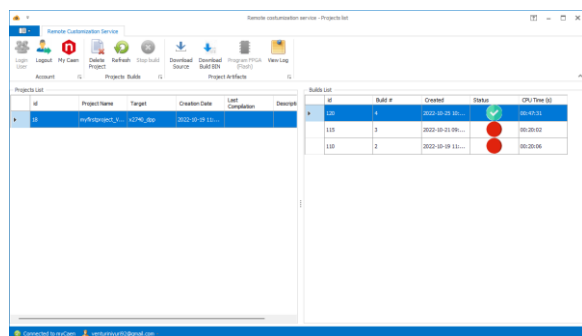 Remote costumization service - Projects list
Remote Customization Service
Login User
Logout
My Caen
Delete Project
Refresh
Stop build
Download Source
Download Build BIN
Program FPGA (Flash)
View Log
Account
Projects Builds
Project Artifacts
Projects List
id
Project Name
Target
Creation Date
Last Compilation
Descripti
18
myfirstproject_V...
x2740_dpp
2022-10-19 11:...
Builds List
id
Build #
Created
Status
CPU Time (s)
120
4
2022-10-25 10:...
00:47:31
115
3
2022-10-21 09:...
00:20:02
110
2
2022-10-19 11:...
00:20:06
Connected to myCaen